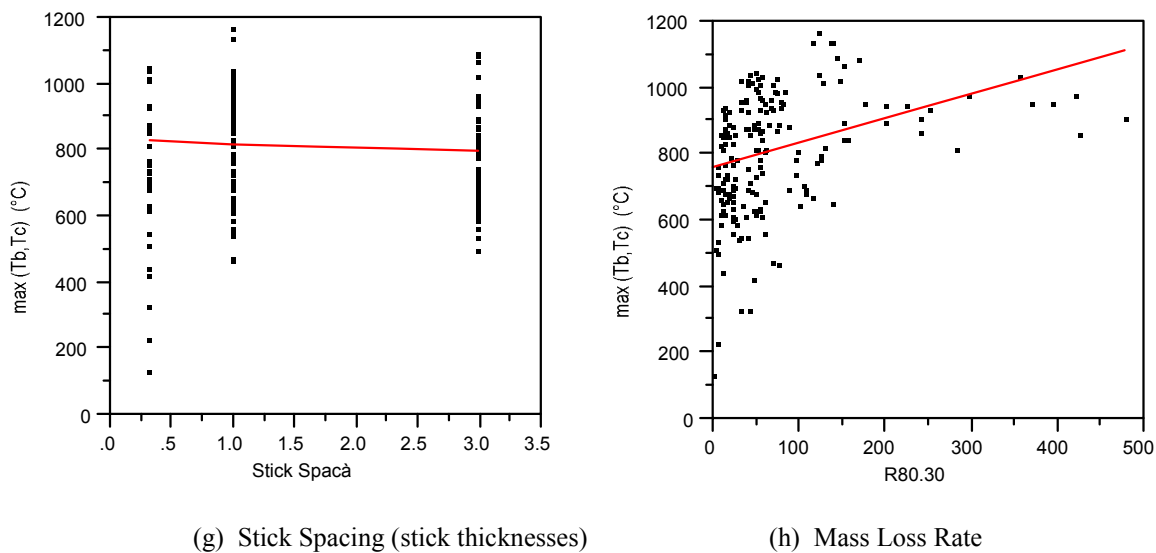 1200
1000
800
600
400
200
0
max (Tb,Tc) (°C)
.0 .5 1.0 1.5 2.0 2.5 3.0 3.5
Stick Spacà
(g) Stick Spacing (stick thicknesses)
1200
1000
800
600
400
200
0
max (Tb,Tc) (°C)
0 100 200 300 400 500
R80.30
(h) Mass Loss Rate